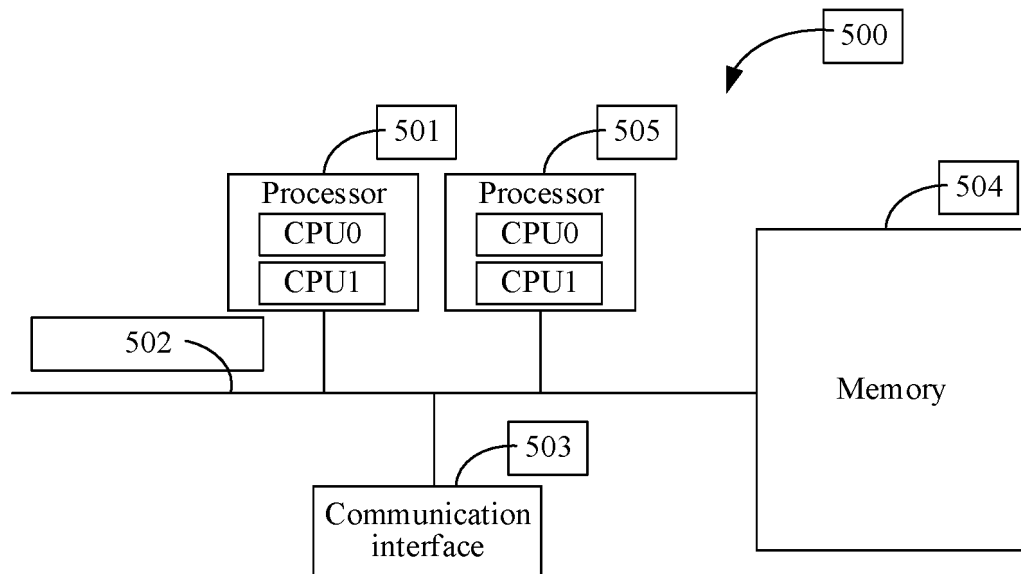 500
501
505
504
Processor
Processor
CPU0
CPU0
CPU1
CPU1
502
Memory
503
Communication
interface